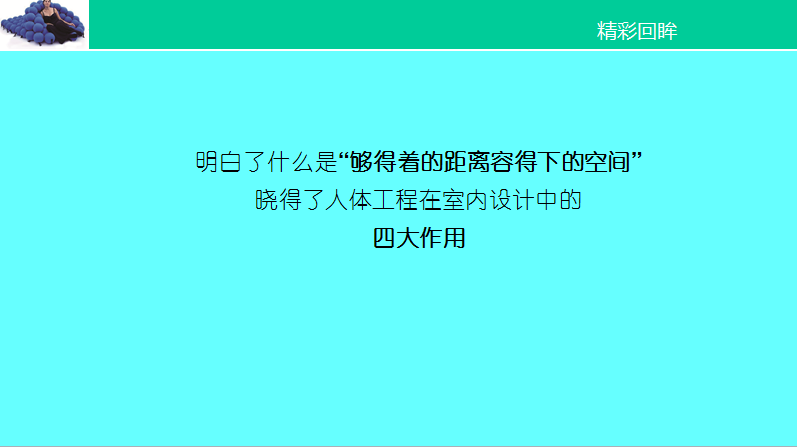 精彩回眸
明白了什么是“够得着的距离容得下的空间”
晓得了人体工程在室内设计中的
四大作用